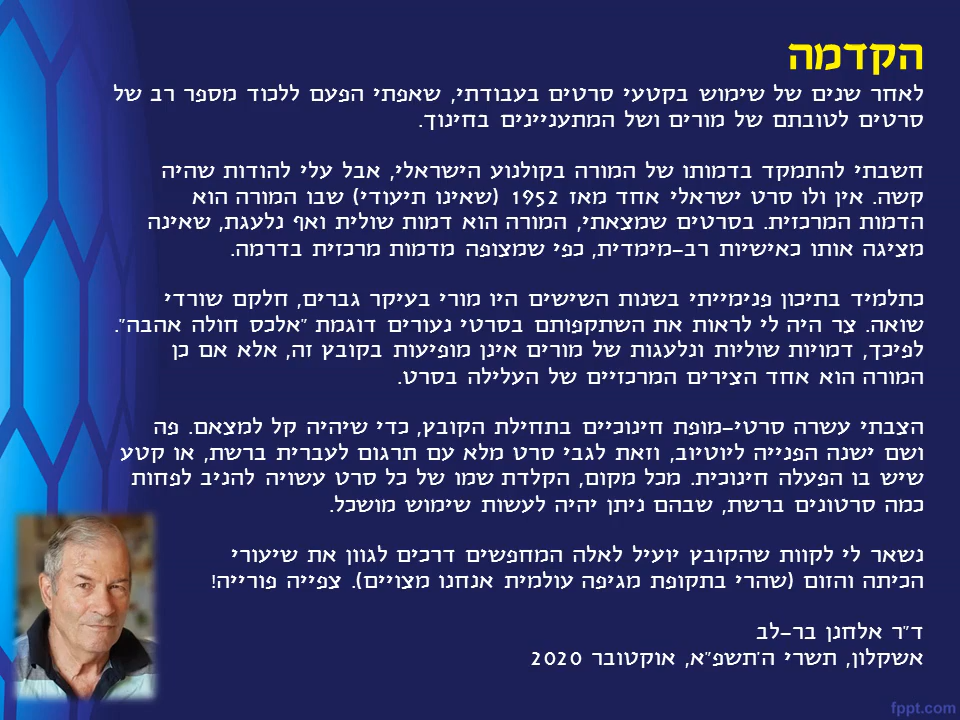 הקדמה
לאחר שנים של שימוש בקטעי סרטים בעבודתי, שאפתי הפעם ללכוד מספר רב של
סרטים לטובתם של מורים ושל המתעניינים בחינוך.
חשבתי להתמקד בדמותו של המורה בקולנוע הישראלי, אבל עלי להודות שהיה
קשה. אין ולו סרט ישראלי אחד מאז 1952 (שאינו תיעודי) שבו המורה הוא
הדמות המרכזית. בסרטים שמצאתי, המורה הוא דמות שולית ואף נלעגת, שאינה
מציגה אותו כאישיות רב-מימדית, כפי שמצופה מדמות מרכזית בדרמה.
כתלמיד בתיכון פנימייתי בשנות השישים היו מורי בעיקר גברים, חלקם שורדי
שואה. צר היה לי לראות את השתקפותם בסרטי נעורים דוגמת "אלכס חולה אהבה".
לפיכך, דמויות שוליות ונלעגות של מורים אינן מופיעות בקובץ זה, אלא אם כן
המורה הוא אחד הצירים המרכזיים של העלילה בסרט.
הצבתי עשרה סרטי-מופת חינוכיים בתחילת הקובץ, כדי שיהיה קל למצאם. פה
ושם ישנה הפנייה ליוטיוב, וזאת לגבי סרט מלא עם תרגום לעברית ברשת, או קטע
שיש בו הפעלה חינוכית. מכל מקום, הקלדת שמו של כל סרט עשויה להניב לפחות
כמה סרטונים ברשת, שבהם ניתן יהיה לעשות שימוש מושכל.
נשאר לי לקוות שהקובץ יועיל לאלה המחפשים דרכים לגוון את שיעורי
הכיתה והזום (שהרי בתקופת מגיפה עולמית אנחנו מצויים). צפייה פורייה!
ד"ר אלחנן בר-לב
אשקלון, תשרי ה'תשפ"א, אוקטובר 2020
fppt.com